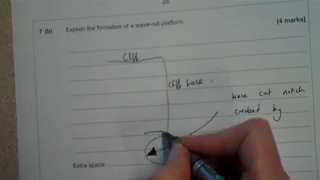 7 (b) Explain the formation of a wave-cut platform.
[4 marks]
Cliff
Cliff base
wave cut notch
created by
Extra space